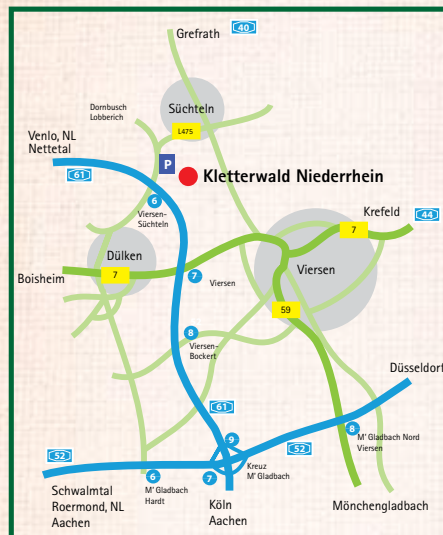 Grefrath
40
Dornbusch
Lobberich
Süchteln
L475
Venlo, NL
Nettetal
P
61
Kletterwald Niederrhein
6
Viersen-
Süchteln
Krefeld
44
7
Dülken
7
Boisheim
7
Viersen
Viersen
59
8
Viersen-
Bockert
Düsseldorf
61
9
52
8
M' Gladbach Nord
Viersen
52
Kreuz
M' Gladbach
6
7
M' Gladbach
Hardt
Schwalmtal
Roermond, NL
Aachen
Köln
Aachen
Mönchengladbach